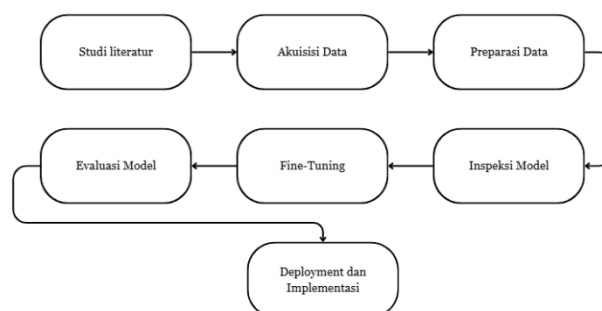 Studi literatur
Akuisisi Data
Preparasi Data
Inspeksi Model
Fine-Tuning
Evaluasi Model
Deployment dan
Implementasi